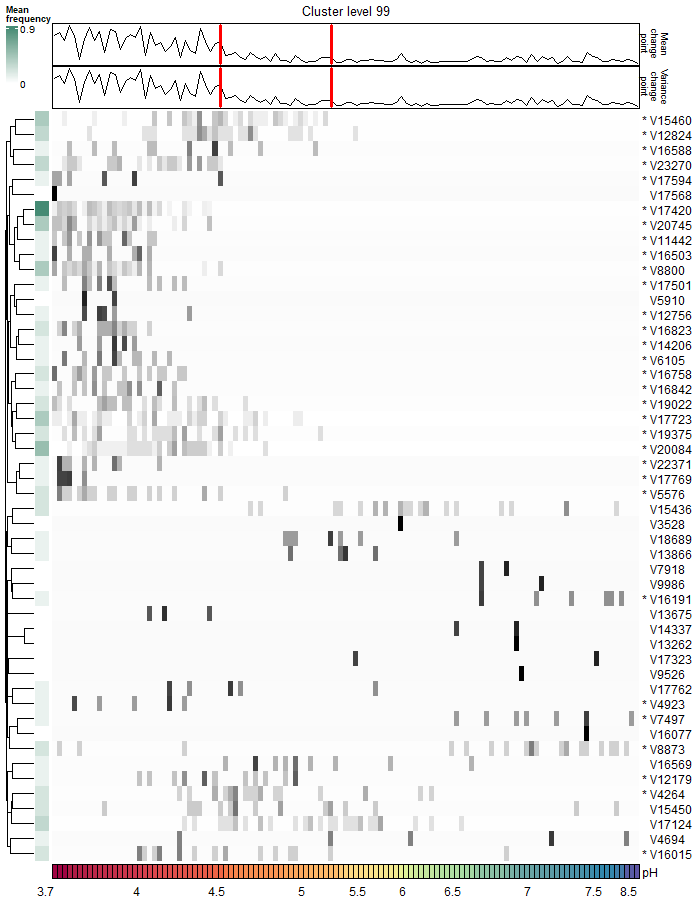 Cluster level 99
Mean
frequency
0.9
0
Mean
change
point
Variance
change
point
* V15460
* V12824
* V16588
* V23270
* V17594
V17568
* V17420
* V20745
* V11442
* V16503
* V8800
* V17501
V5910
* V12756
* V16823
* V14206
* V6105
* V16758
* V16842
* V19022
* V17723
* V19375
* V20084
* V22371
* V17769
* V5576
V15436
V3528
V18689
V13866
V7918
V9986
* V16191
V13675
V14337
V13262
V17323
V9526
V17762
* V4923
* V7497
V16077
* V8873
V16569
* V12179
* V4264
V15450
V17124
V4694
* V16015
pH
3.7 4 4.5 5 5.5 6 6.5 7 7.5 8.5